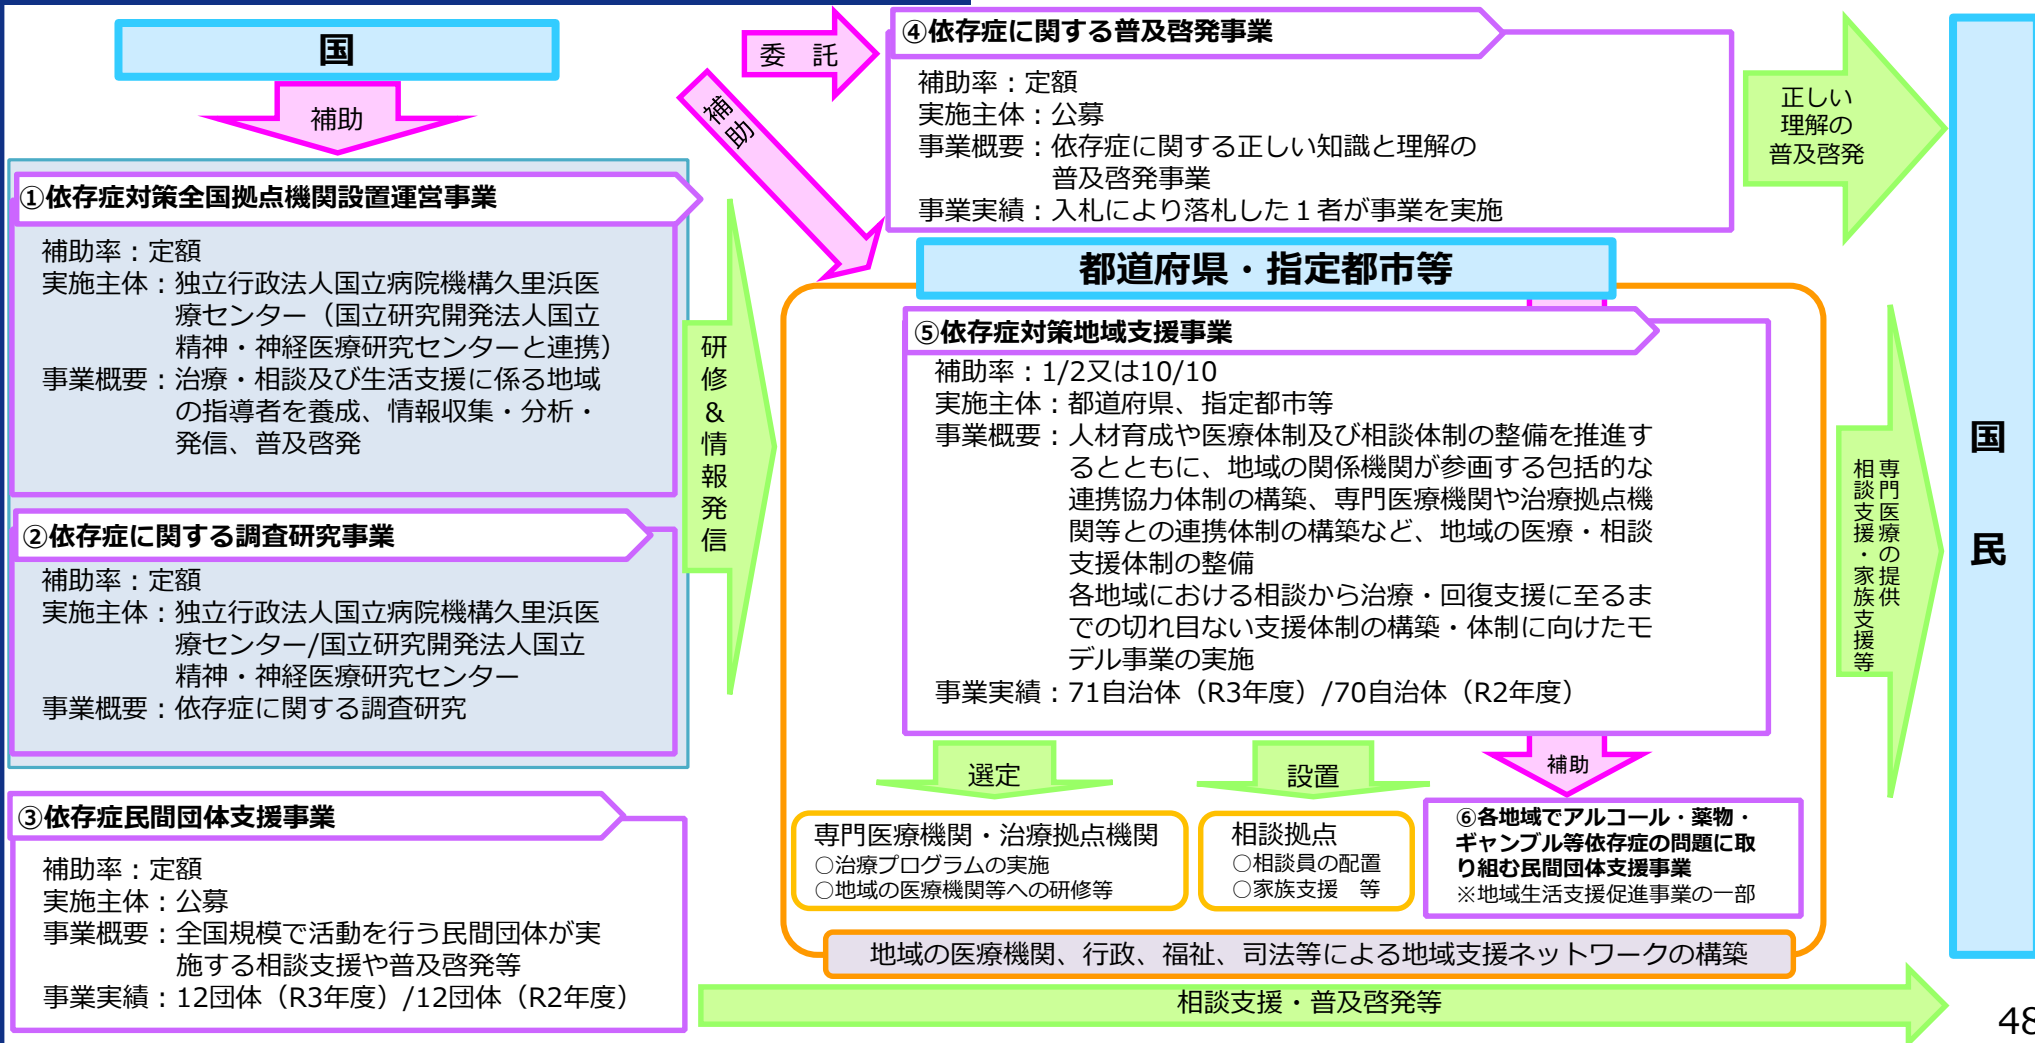 国
補助
①依存症対策全国拠点機関設置運営事業
補助率：定額
実施主体：独立行政法人国立病院機構久里浜医
療センター（国立研究開発法人国立
精神・神経医療研究センターと連携）
事業概要：治療・相談及び生活支援に係る地域
の指導者を養成、情報収集・分析・
発信、普及啓発
②依存症に関する調査研究事業
補助率：定額
実施主体：独立行政法人国立病院機構久里浜医
療センター/国立研究開発法人国立
精神・神経医療研究センター
事業概要：依存症に関する調査研究
③依存症民間団体支援事業
補助率：定額
実施主体：公募
事業概要：全国規模で活動を行う民間団体が実
施する相談支援や普及啓発等
事業実績：12団体（R3年度）/12団体（R2年度）
研修＆情報発信
委　託
補助
④依存症に関する普及啓発事業
補助率：定額
実施主体：公募
事業概要：依存症に関する正しい知識と理解の
普及啓発事業
事業実績：入札により落札した１者が事業を実施
正しい
理解の
普及啓発
都道府県・指定都市等
⑤依存症対策地域支援事業
補助率：1/2又は10/10
実施主体：都道府県、指定都市等
事業概要：人材育成や医療体制及び相談体制の整備を推進す
るとともに、地域の関係機関が参画する包括的な
連携協力体制の構築、専門医療機関や治療拠点機
関等との連携体制の構築など、地域の医療・相談
支援体制の整備
各地域における相談から治療・回復支援に至るま
での切れ目ない支援体制の構築・体制に向けたモ
デル事業の実施
事業実績：71自治体（R3年度）/70自治体（R2年度）
選定
設置
補助
専門医療機関・治療拠点機関
○治療プログラムの実施
○地域の医療機関等への研修等
相談拠点
○相談員の配置
○家族支援　等
⑥各地域でアルコール・薬物・
ギャンブル等依存症の問題に取
り組む民間団体支援事業
※地域生活支援促進事業の一部
地域の医療機関、行政、福祉、司法等による地域支援ネットワークの構築
専門医療の提供
相談支援・家族支援等
相談支援・普及啓発等
国民
48